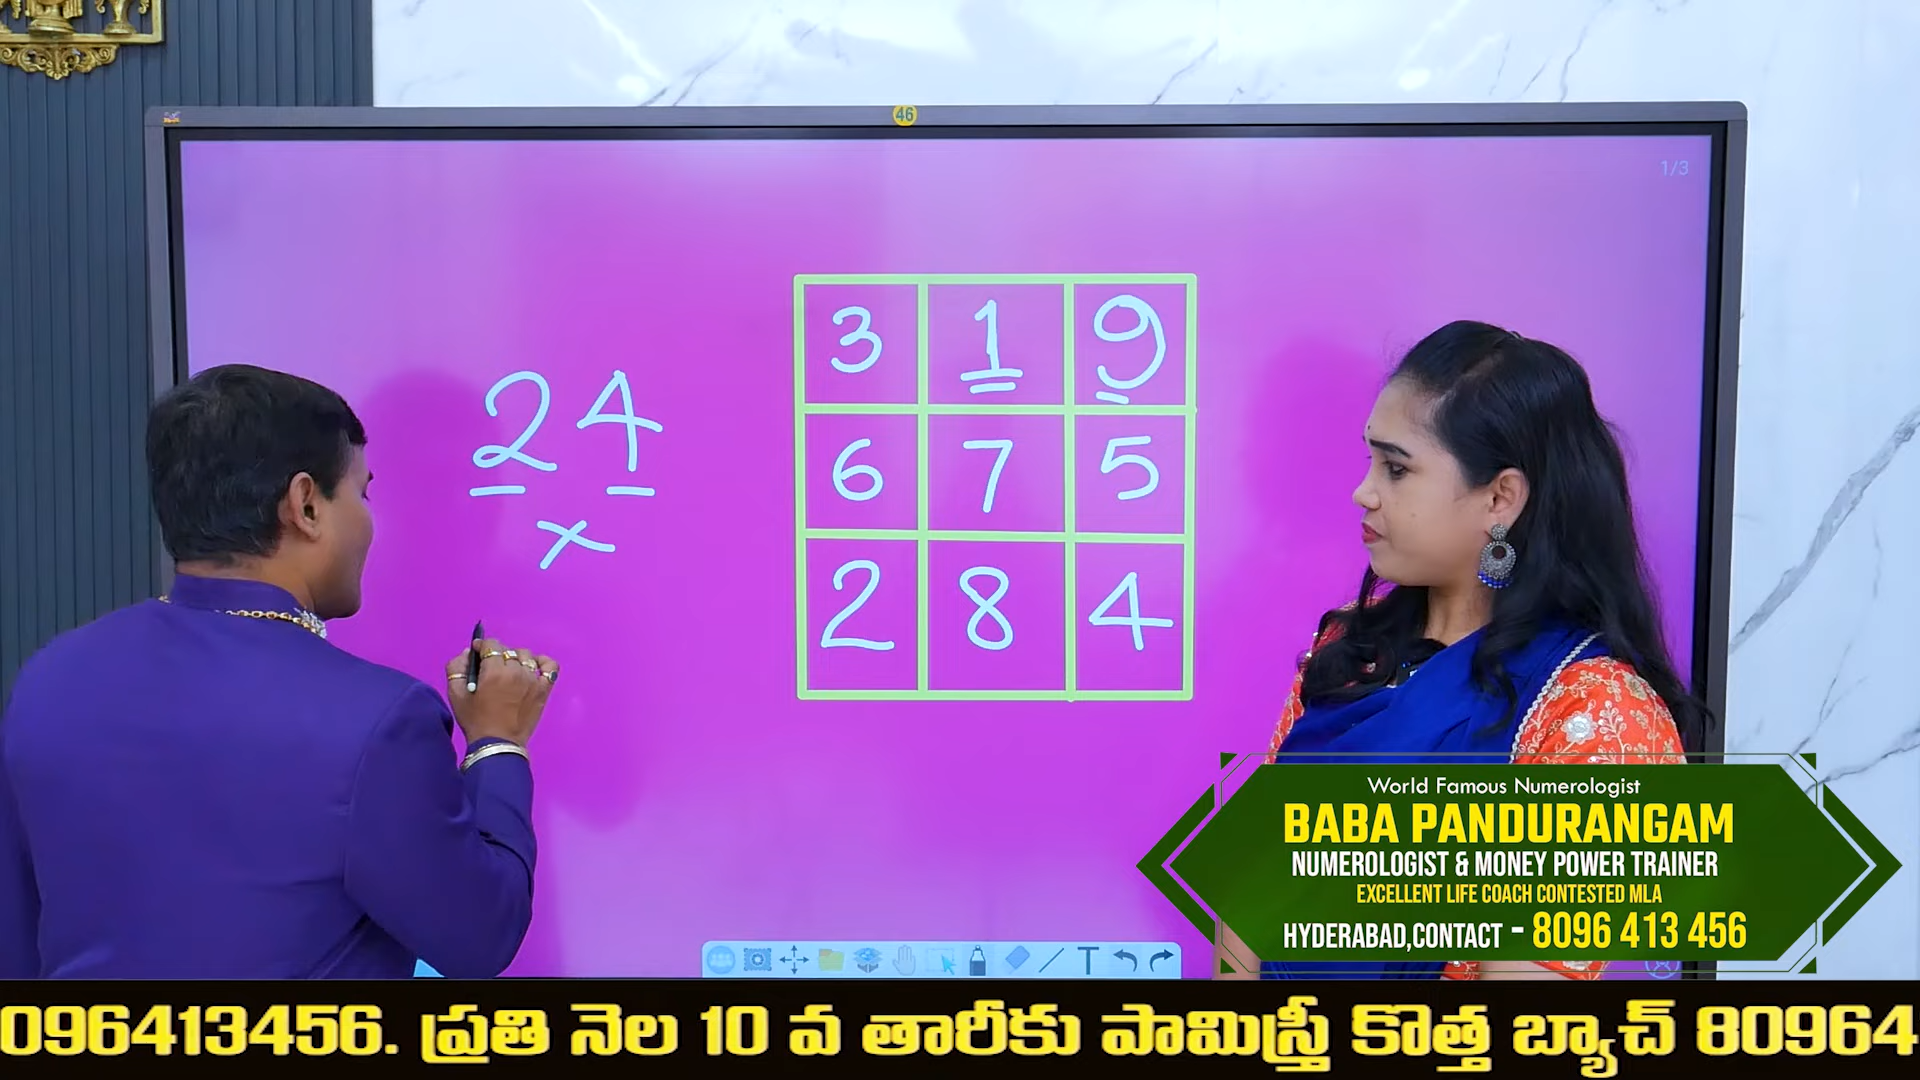 46
1/3
24
x
3 1 9
6 7 5
2 8 4
T
World Famous Numerologist
BABA PANDURANGAM
NUMEROLOGIST & MONEY POWER TRAINER
EXCELLENT LIFE COACH CONTESTED MLA
HYDERABAD,CONTACT - 8096 413 456
096413456. ప్రతి నెల 10 వ తారీకు పామిస్త్రీ కొత్త బ్యాచ్ 80964